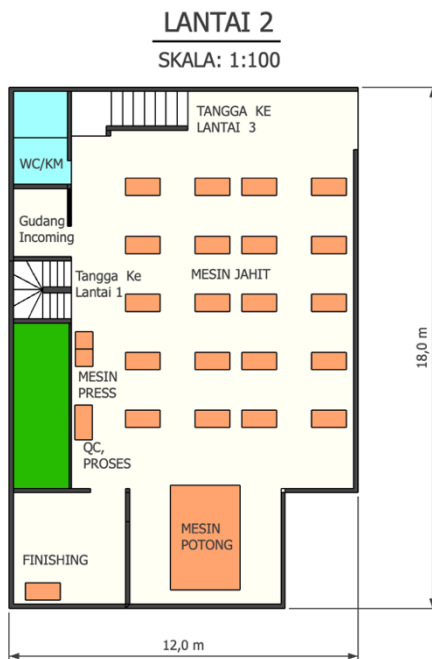 LANTAI 2
SKALA: 1:100
TANGGA KE
LANTAI 3
WC/KM
Gudang
Incoming
MESIN JAHIT
Tangga Ke
Lantai 1
MESIN
PRESS
QC,
PROSES
18,0 m
MESIN
POTONG
FINISHING
12,0 m